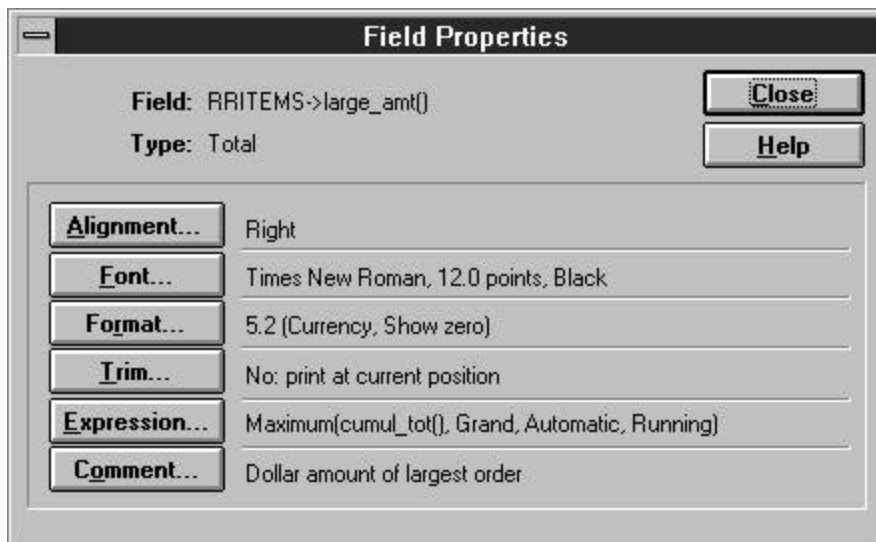 Field Properties
Field: RRITEMS->large_amt()
Close
Type: Total
Help
Alignment... Right
Font... Times New Roman, 12.0 points, Black
Format... 5.2 (Currency, Show zero)
Trim... No: print at current position
Expression... Maximum(cumul_tot(), Grand, Automatic, Running)
Comment... Dollar amount of largest order